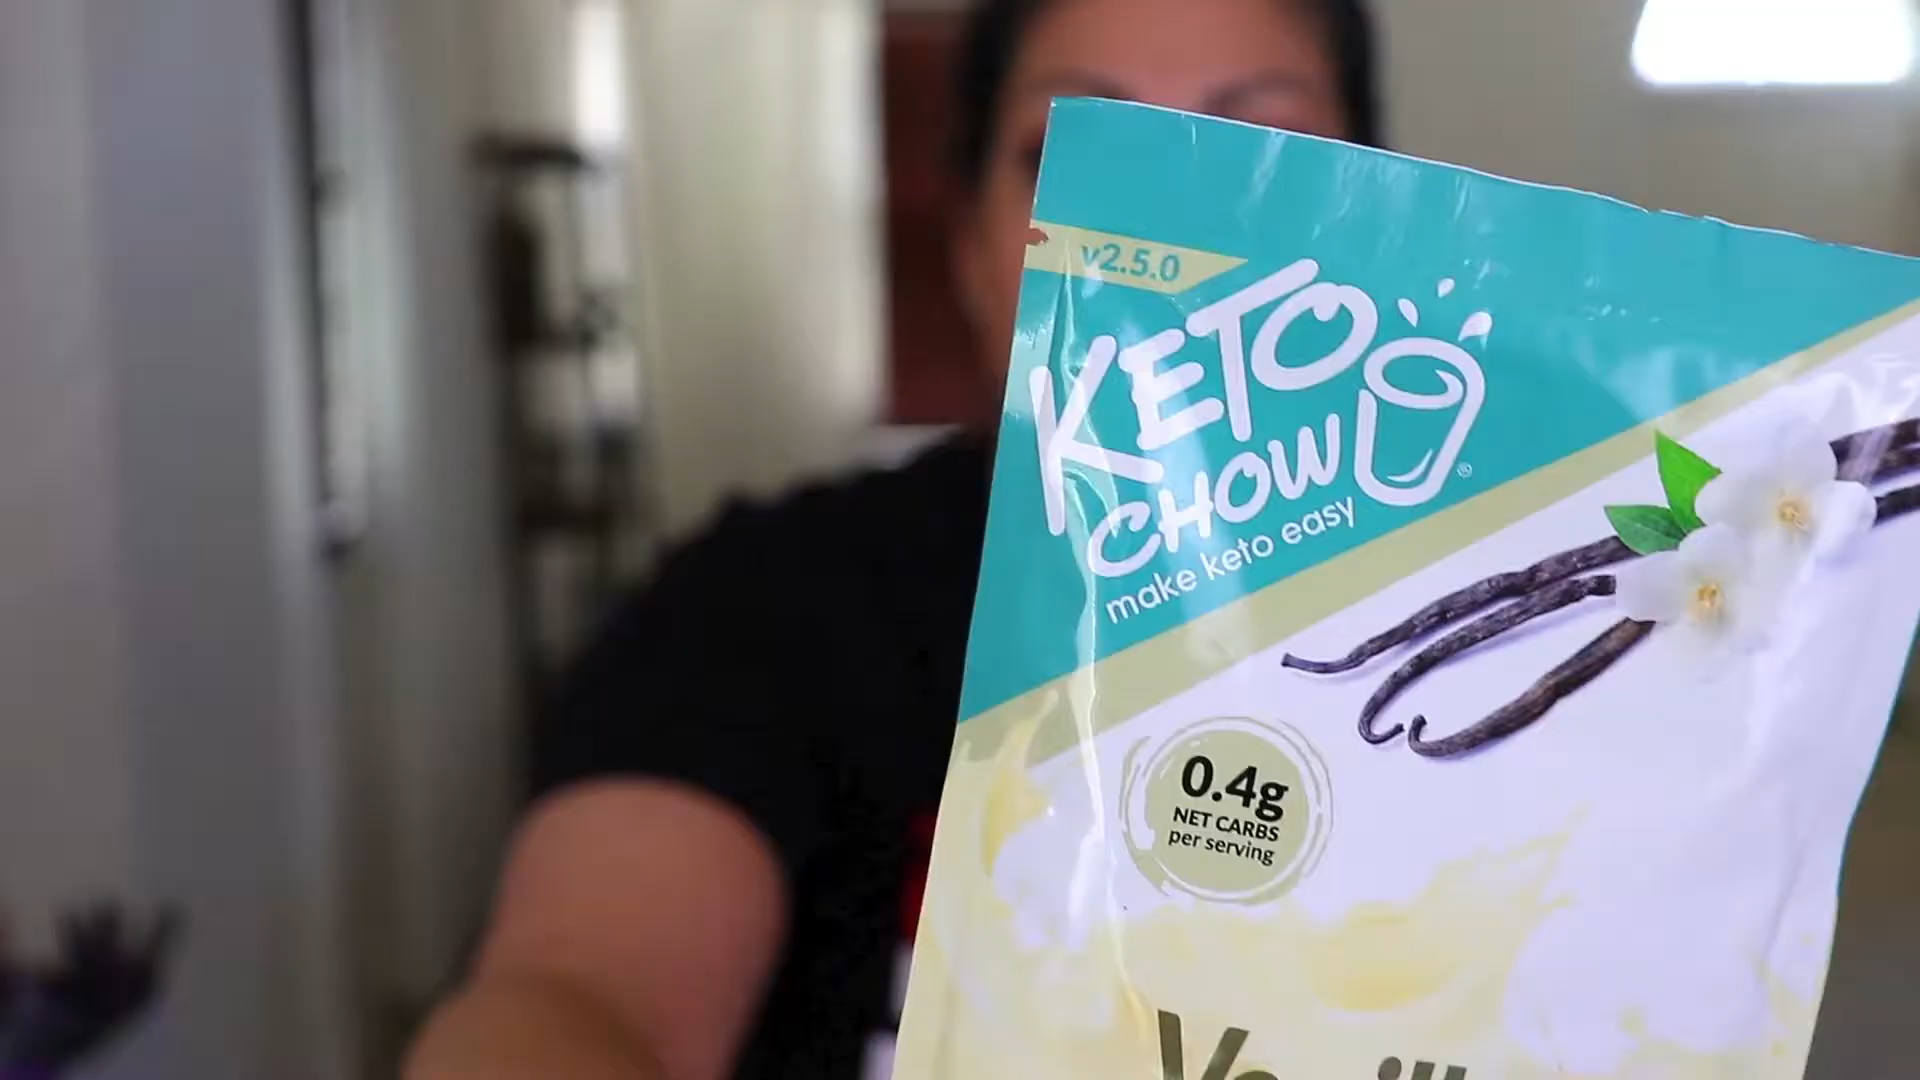 v2.5.0
KETO
CHOW
®
make keto easy
0.4g
NET CARBS
per serving